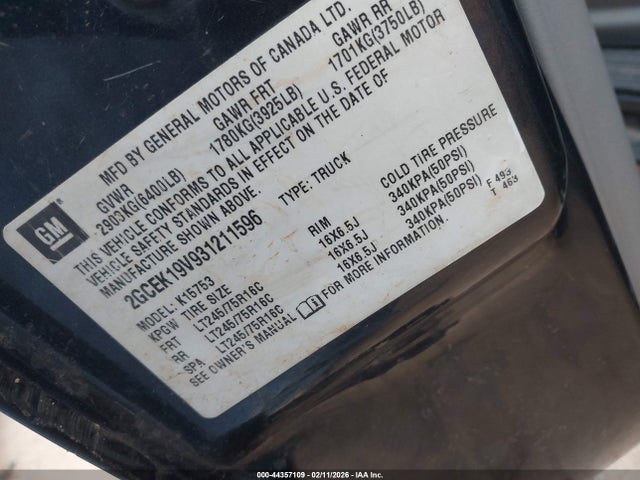 GM
MFD BY GENERAL MOTORS OF CANADA LTD.
GVWR GAWR FRT GAWR RR
2903KG(6400LB) 1780KG(3925LB) 1701KG(3750LB)
THIS VEHICLE CONFORMS TO ALL APPLICABLE U.S. FEDERAL MOTOR
VEHICLE SAFETY STANDARDS IN EFFECT ON THE DATE OF
MANUFACTURE SHOWN ABOVE.
2GCEK19V931211596 TYPE: TRUCK
MODEL: K15753
KPGW TIRE SIZE RIM COLD TIRE PRESSURE
FRT LT245/75R16C 16X6.5J 340KPA(50PSI)
RR LT245/75R16C 16X6.5J 340KPA(50PSI)
SPA LT245/75R16C 16X6.5J 340KPA(50PSI)
SEE OWNER'S MANUAL FOR MORE INFORMATION.
F 493
T 463
000-44357109 - 02/11/2026 - IAAI.com